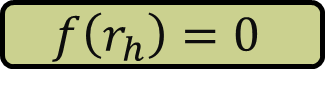 f(r_h) = 0